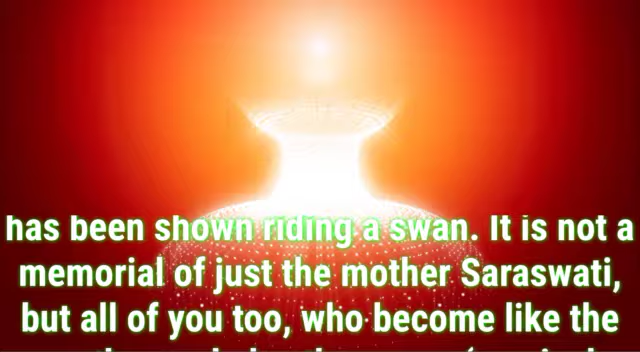 has been shown riding a swan. It is not a
memorial of just the mother Saraswati,
but all of you too, who become like the